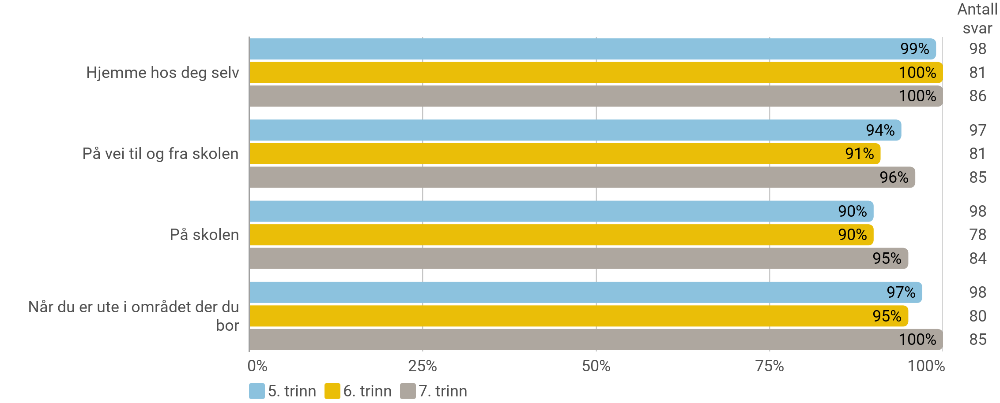 Antall
svar
99% 98
Hjemme hos deg selv 100% 81
100% 86
94% 97
På vei til og fra skolen 91% 81
96% 85
90% 98
På skolen 90% 78
95% 84
97% 98
Når du er ute i området der du
bor
95% 80
100% 85
0% 25% 50% 75% 100%
5. trinn 6. trinn 7. trinn